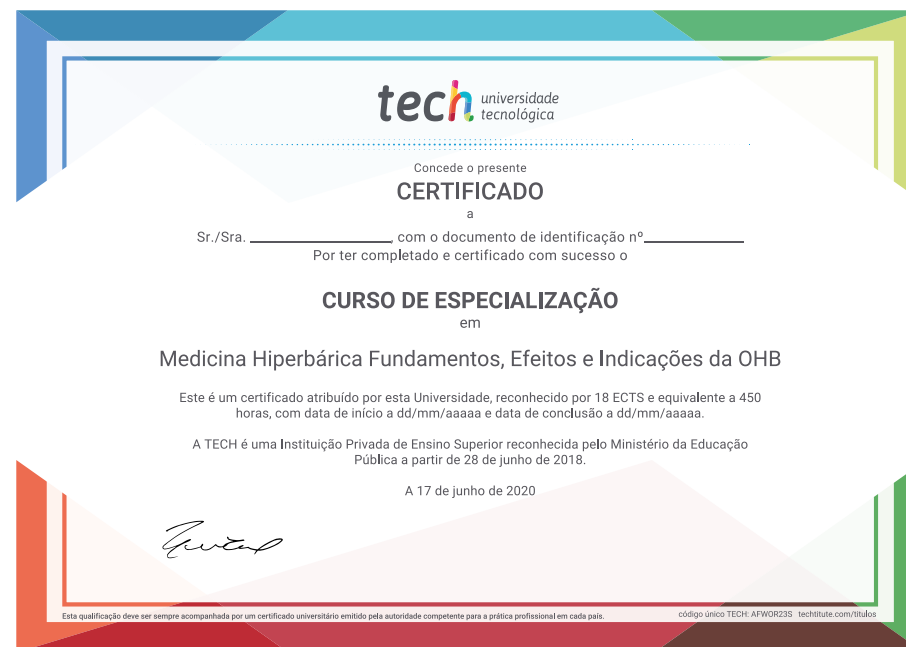 tech universidade
tecnológica
Concede o presente
CERTIFICADO
a
Sr./Sra. ____________________, com o documento de identificação nº______________
Por ter completado e certificado com sucesso o
CURSO DE ESPECIALIZAÇÃO
em
Medicina Hiperbárica Fundamentos, Efeitos e Indicações da OHB
Este é um certificado atribuído por esta Universidade, reconhecido por 18 ECTS e equivalente a 450
horas, com data de início a dd/mm/aaaaa e data de conclusão a dd/mm/aaaaa.
A TECH é uma Instituição Privada de Ensino Superior reconhecida pelo Ministério da Educação
Pública a partir de 28 de junho de 2018.
A 17 de junho de 2020
Esta qualificação deve ser sempre acompanhada por um certificado universitário emitido pela autoridade competente para a prática profissional em cada país.
código único TECH: AFWOR23S techtitute.com/titulos